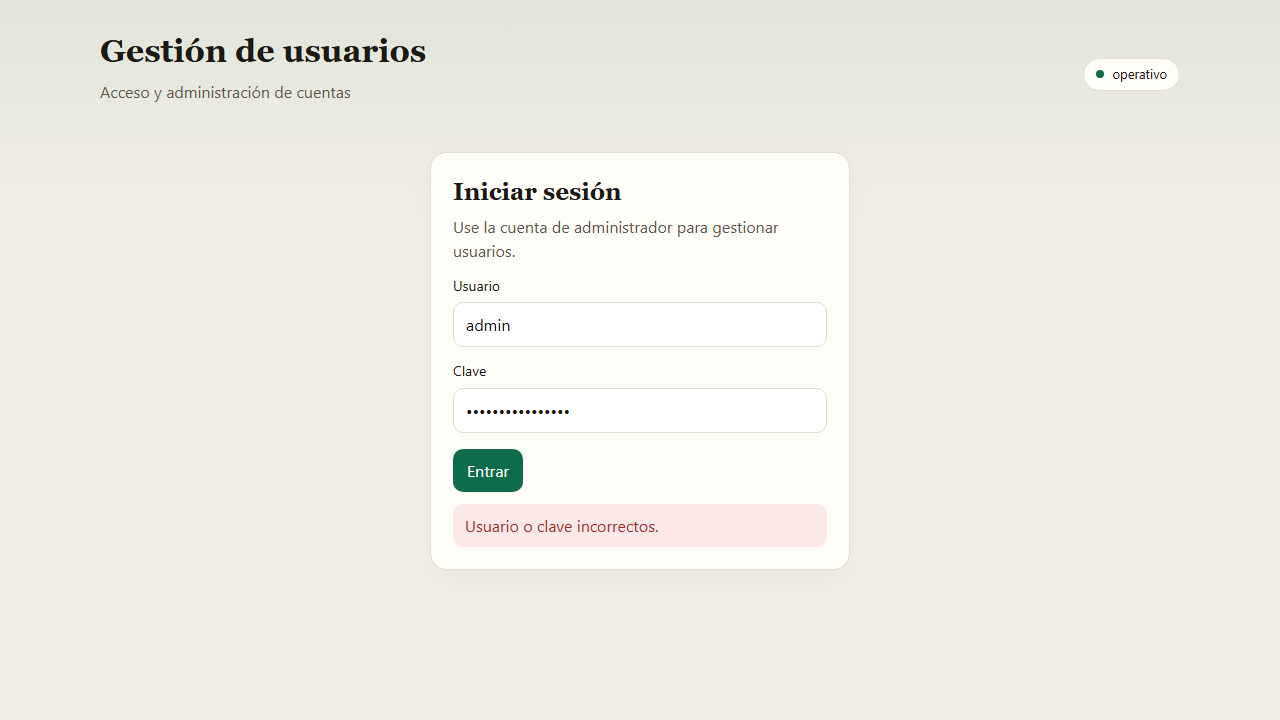 Gestión de usuarios
Acceso y administración de cuentas
operativo
Iniciar sesión
Use la cuenta de administrador para gestionar
usuarios.
Usuario
admin
Clave
••••••••••••••••
Entrar
Usuario o clave incorrectos.